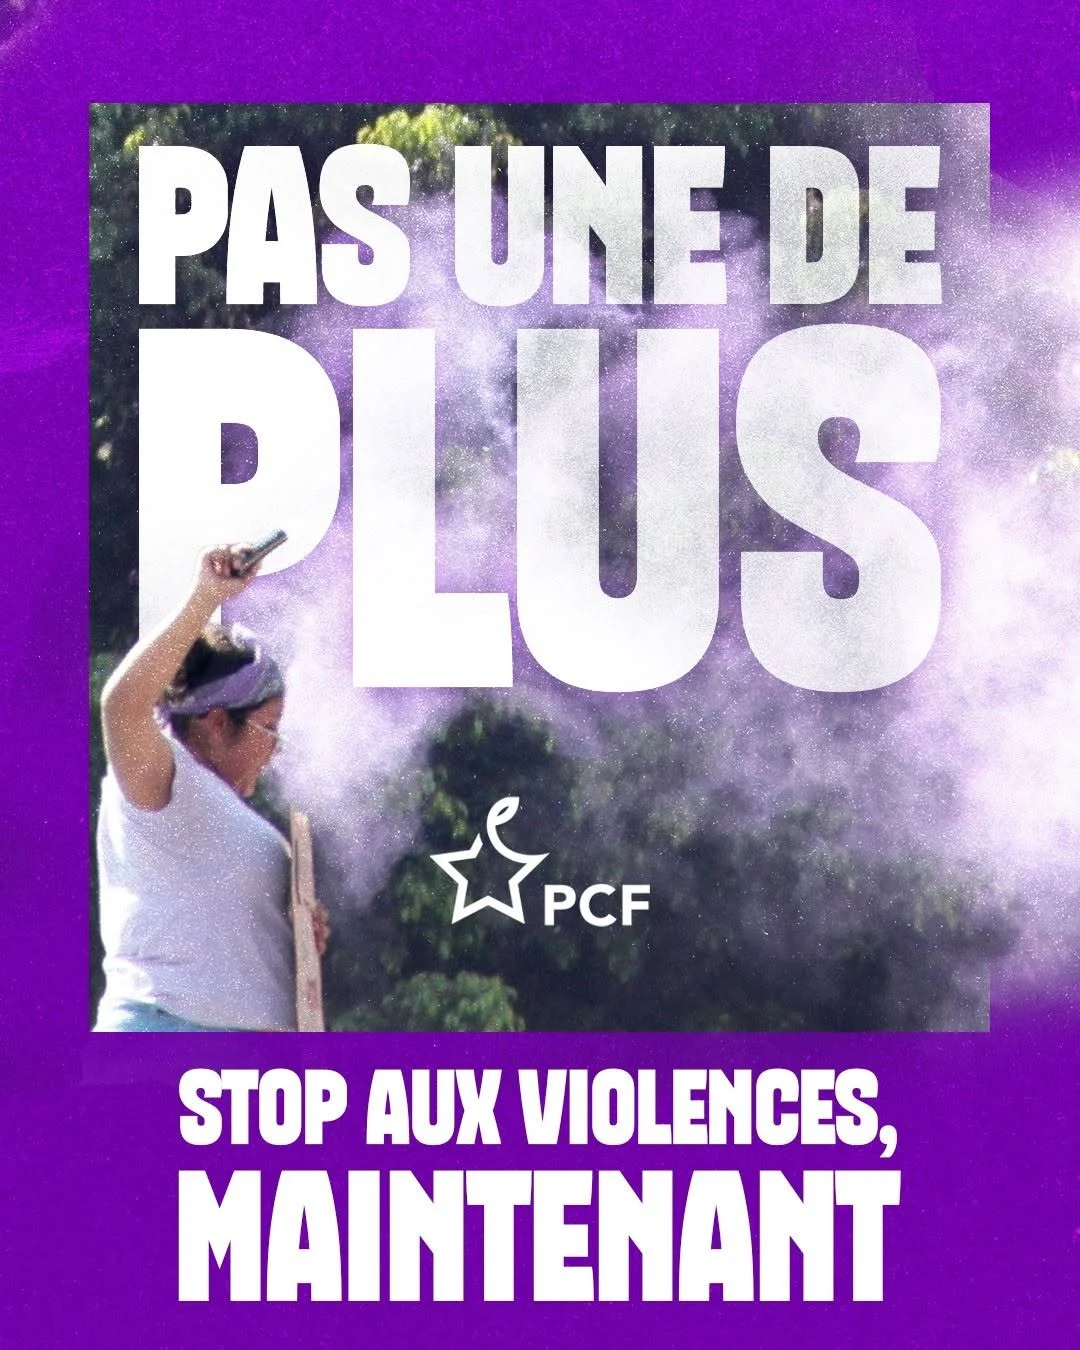 PAS UNE DE
PLUS
PCF
STOP AUX VIOLENCES,
MAINTENANT